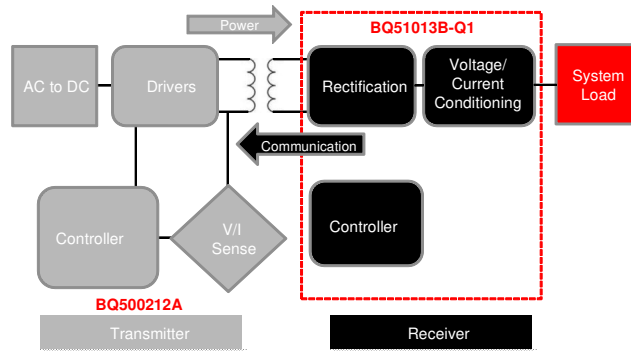 Power
BQ51013B-Q1
AC to DC
Drivers
Rectification
Voltage/
Current
Conditioning
System
Load
Communication
Controller
V/I
Sense
Controller
BQ500212A
Transmitter
Receiver